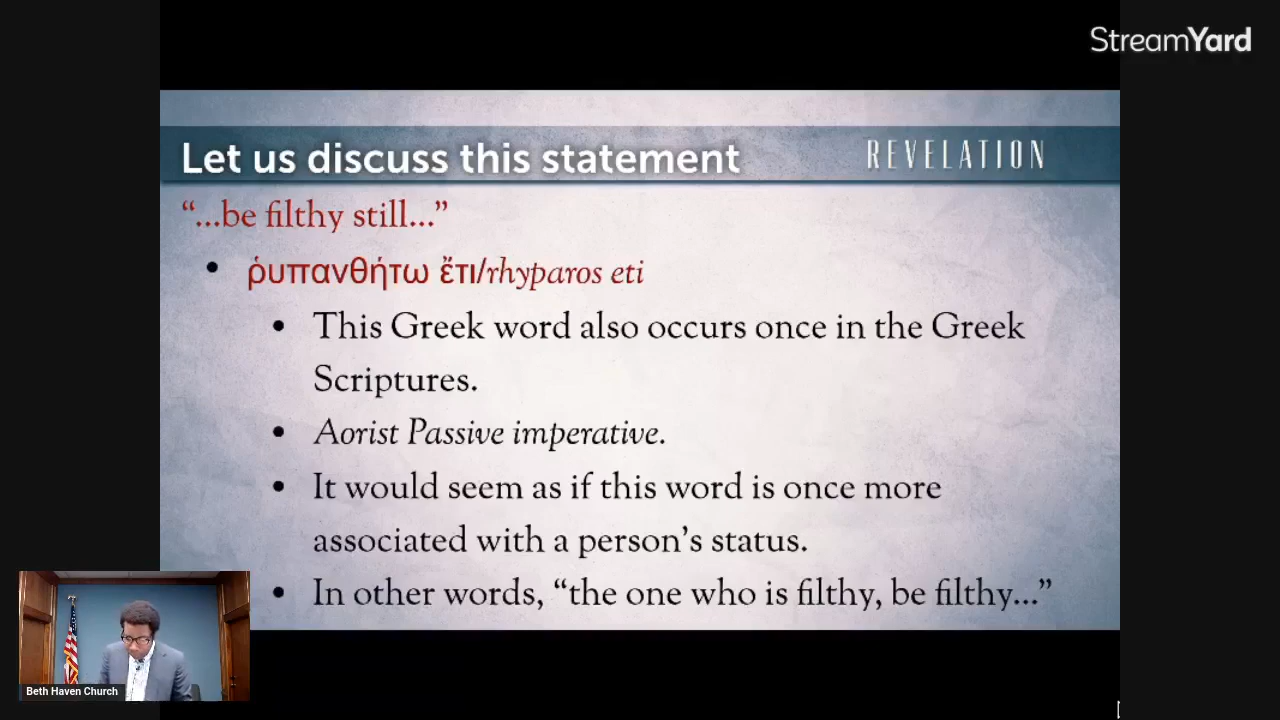 StreamYard
Let us discuss this statement
REVELATION
“...be filthy still...”
• ῥυπανθήτω ἔτι/rhyparos eti
• This Greek word also occurs once in the Greek
Scriptures.
• Aorist Passive imperative.
• It would seem as if this word is once more
associated with a person’s status.
• In other words, “the one who is filthy, be filthy...”
Beth Haven Church